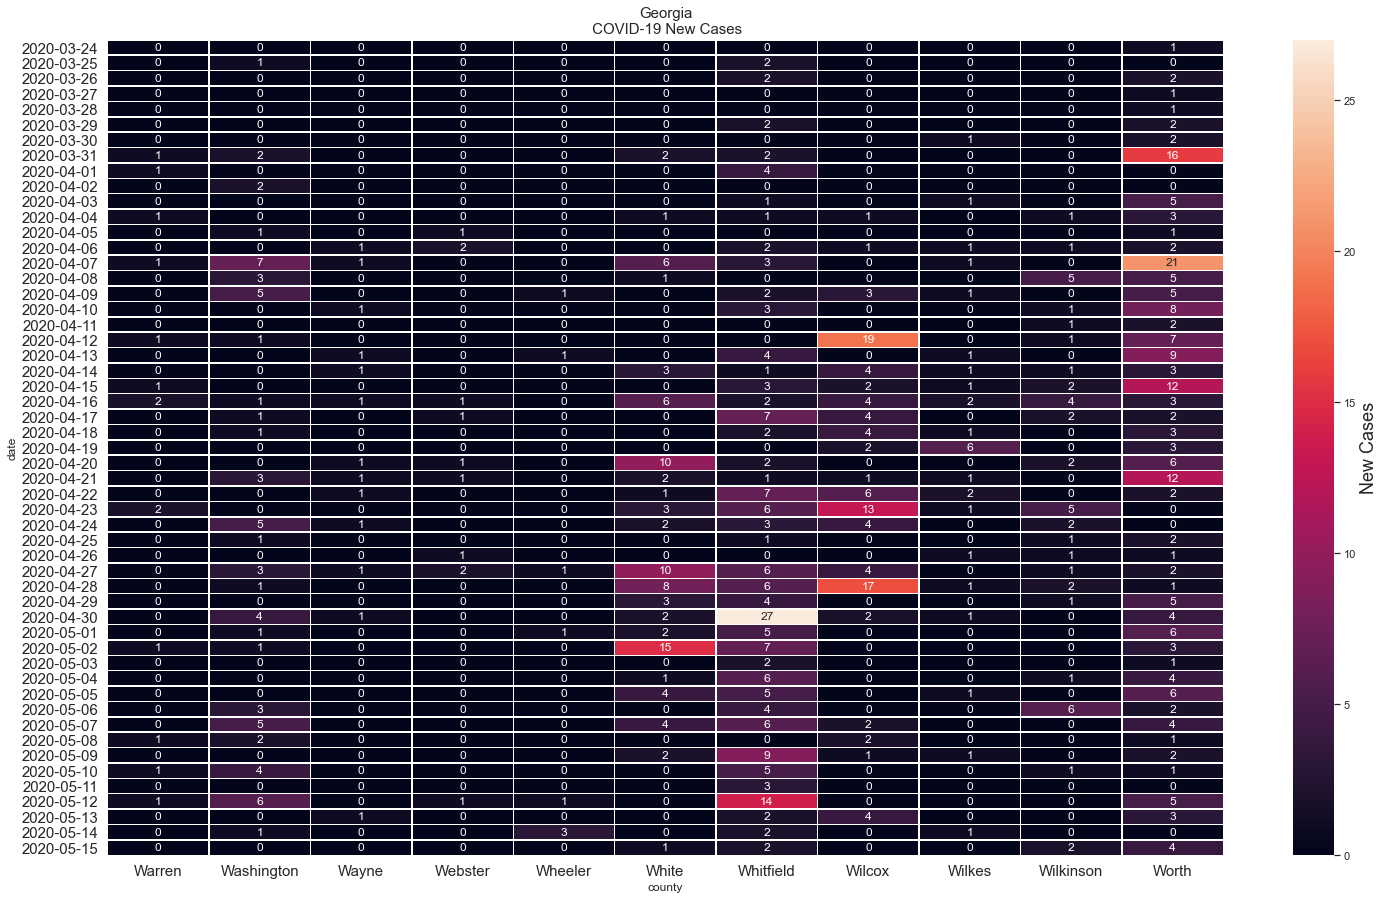 Georgia
COVID-19 New Cases
2020-03-24 0 0 0 0 0 0 0 0 0 0 1
2020-03-25 0 1 0 0 0 0 2 0 0 0 0
2020-03-26 0 0 0 0 0 0 2 0 0 0 2
2020-03-27 0 0 0 0 0 0 0 0 0 0 1
2020-03-28 0 0 0 0 0 0 0 0 0 0 1
2020-03-29 0 0 0 0 0 0 2 0 0 0 2
2020-03-30 0 0 0 0 0 0 0 0 1 0 2
2020-03-31 1 2 0 0 0 2 2 0 0 0 16
2020-04-01 1 0 0 0 0 0 4 0 0 0 0
2020-04-02 0 2 0 0 0 0 0 0 0 0 0
2020-04-03 0 0 0 0 0 0 1 0 1 0 5
2020-04-04 1 0 0 0 0 1 1 1 0 1 3
2020-04-05 0 1 0 1 0 0 0 0 0 0 1
2020-04-06 0 0 1 2 0 0 2 1 1 1 2
2020-04-07 1 7 1 0 0 6 3 0 1 0 21
2020-04-08 0 3 0 0 0 1 0 0 0 5 5
2020-04-09 0 5 0 0 1 0 2 3 1 0 5
2020-04-10 0 0 1 0 0 0 3 0 0 1 8
2020-04-11 0 0 0 0 0 0 0 0 0 1 2
2020-04-12 1 1 0 0 0 0 0 19 0 1 7
2020-04-13 0 0 1 0 1 0 4 0 1 0 9
2020-04-14 0 0 1 0 0 3 1 4 1 1 3
2020-04-15 1 0 0 0 0 0 3 2 1 2 12
2020-04-16 2 1 1 1 0 6 2 4 2 4 3
2020-04-17 0 1 0 1 0 0 7 4 0 2 2
2020-04-18 0 1 0 0 0 0 2 4 1 0 3
2020-04-19 0 0 0 0 0 0 0 2 6 0 3
2020-04-20 0 0 1 1 0 10 2 0 0 2 6
2020-04-21 0 3 1 1 0 2 1 1 1 0 12
2020-04-22 0 0 1 0 0 1 7 6 2 0 2
2020-04-23 2 0 0 0 0 3 6 13 1 5 0
2020-04-24 0 5 1 0 0 2 3 4 0 2 0
2020-04-25 0 1 0 0 0 0 1 0 0 1 2
2020-04-26 0 0 0 1 0 0 0 0 1 1 1
2020-04-27 0 3 1 2 1 10 6 4 0 1 2
2020-04-28 0 1 0 0 0 8 6 17 1 2 1
2020-04-29 0 0 0 0 0 3 4 0 0 1 5
2020-04-30 0 4 1 0 0 2 27 2 1 0 4
2020-05-01 0 1 0 0 1 2 5 0 0 0 6
2020-05-02 1 1 0 0 0 15 7 0 0 0 3
2020-05-03 0 0 0 0 0 0 2 0 0 0 1
2020-05-04 0 0 0 0 0 1 6 0 0 1 4
2020-05-05 0 0 0 0 0 4 5 0 1 0 6
2020-05-06 0 3 0 0 0 0 4 0 0 6 2
2020-05-07 0 5 0 0 0 4 6 2 0 0 4
2020-05-08 1 2 0 0 0 0 0 2 0 0 1
2020-05-09 0 0 0 0 0 2 9 1 1 0 2
2020-05-10 1 4 0 0 0 0 5 0 0 1 1
2020-05-11 0 0 0 0 0 0 3 0 0 0 0
2020-05-12 1 6 0 1 1 0 14 0 0 0 5
2020-05-13 0 0 1 0 0 0 2 4 0 0 3
2020-05-14 0 1 0 0 3 0 2 0 1 0 0
2020-05-15 0 0 0 0 0 1 2 0 0 2 4
Warren Washington Wayne Webster Wheeler White Whitfield Wilcox Wilkes Wilkinson Worth
county
date
25
20
15
10
5
0
New Cases